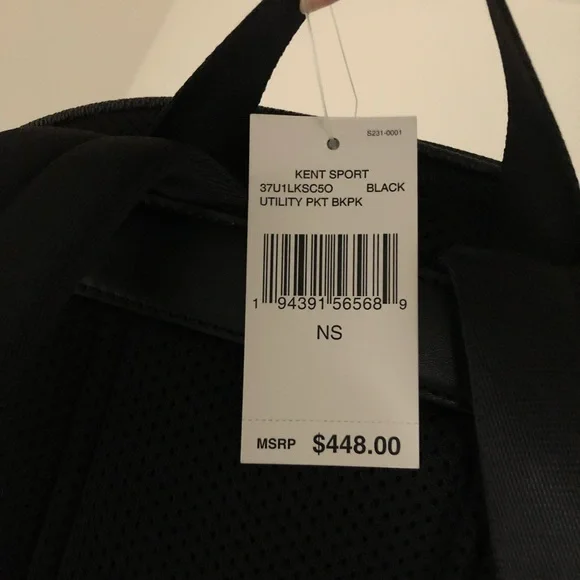 S231-0001
KENT SPORT
37U1LKSC5O BLACK
UTILITY PKT BKPK
1 94391 56568 9
NS
MSRP $448.00